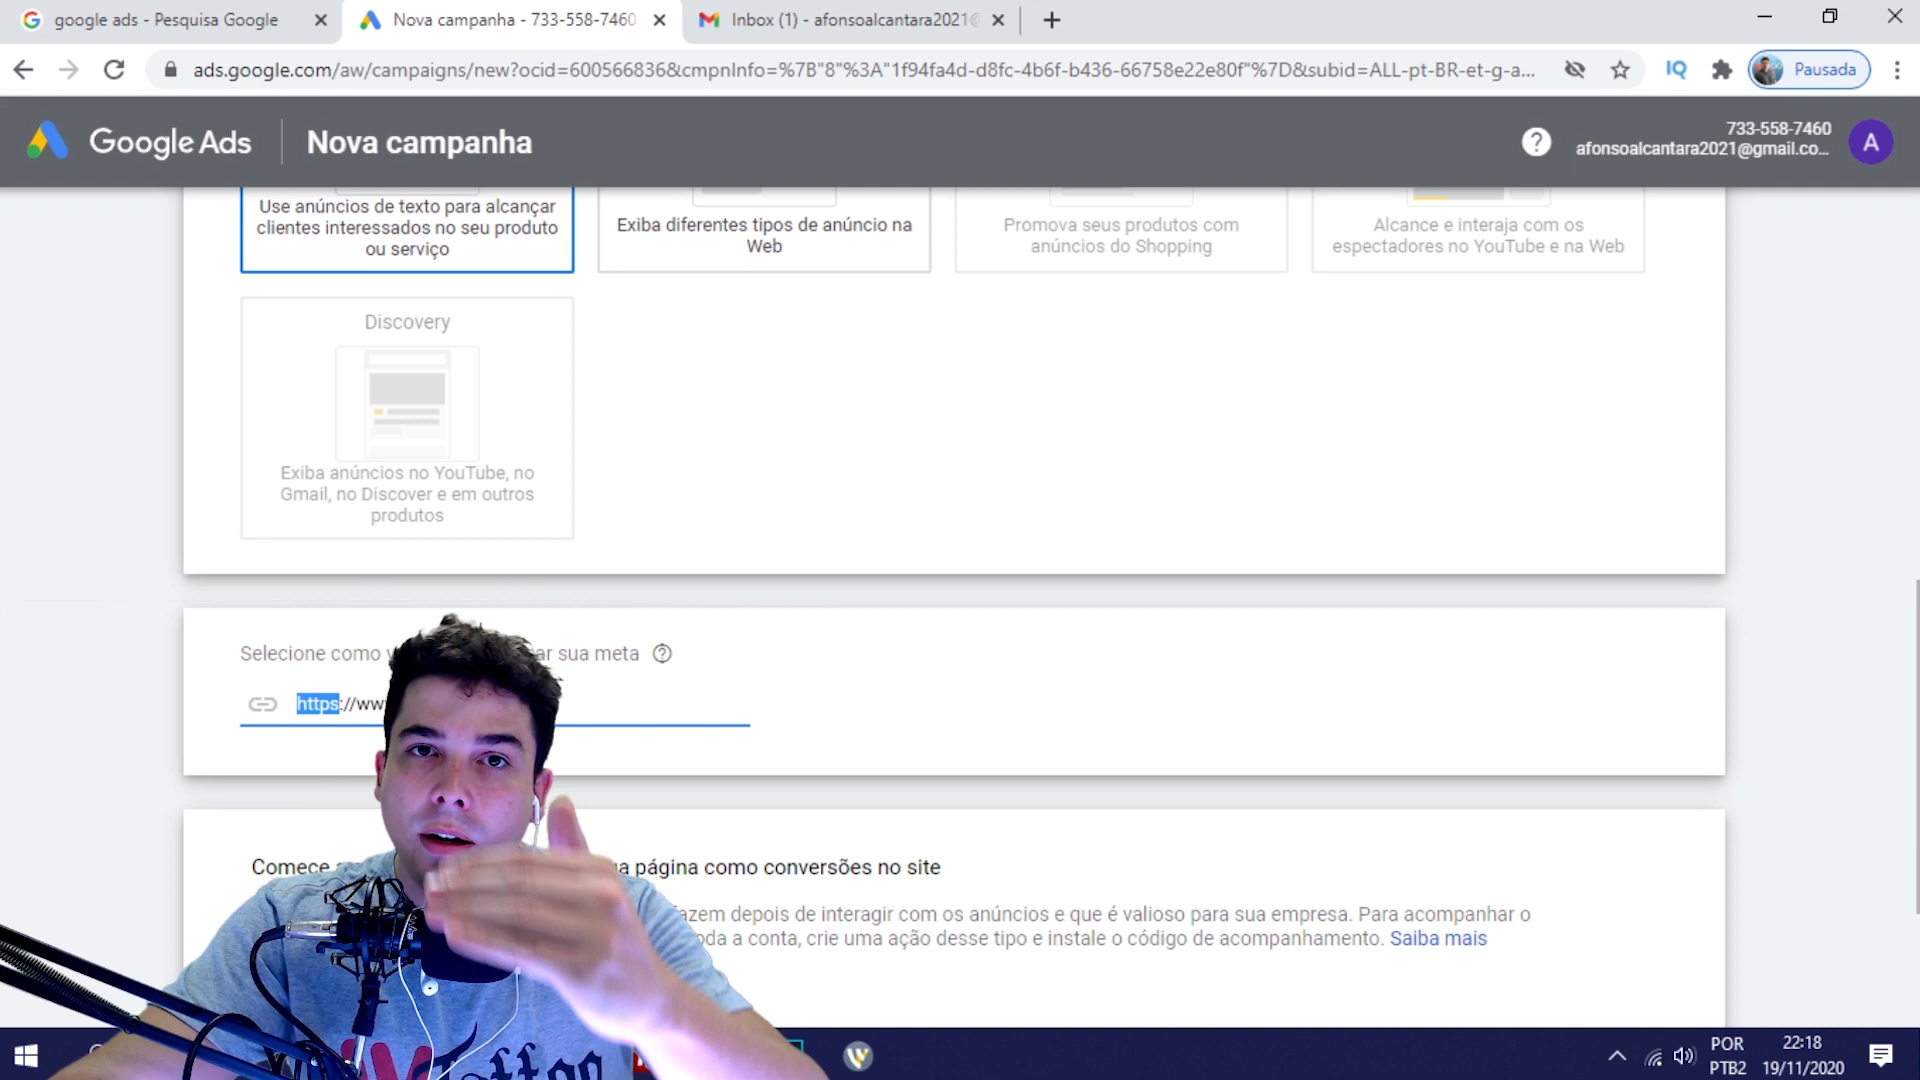 google ads - Pesquisa Google
Nova campanha - 733-558-7460
Inbox (1) - afonsoalcantara2021@
ads.google.com/aw/campaigns/new?ocid=600566836&cmpnInfo=%7B"8"%3A"1f94fa4d-d8fc-4b6f-b436-66758e22e80f"%7D&subid=ALL-pt-BR-et-g-a...
IQ
Pausada
Google Ads
Nova campanha
733-558-7460
afonsoalcantara2021@gmail.co...
A
Use anúncios de texto para alcançar
clientes interessados no seu produto
ou serviço
Exiba diferentes tipos de anúncio na
Web
Promova seus produtos com
anúncios do Shopping
Alcance e interaja com os
espectadores no YouTube e na Web
Discovery
Exiba anúncios no YouTube, no
Gmail, no Discover e em outros
produtos
Selecione como sua meta
https://ww
Comece página como conversões no site
depois de interagir com os anúncios e que é valioso para sua empresa. Para acompanhar o
a conta, crie uma ação desse tipo e instale o código de acompanhamento. Saiba mais
Tattoo
POR
PTB2
22:18
19/11/2020